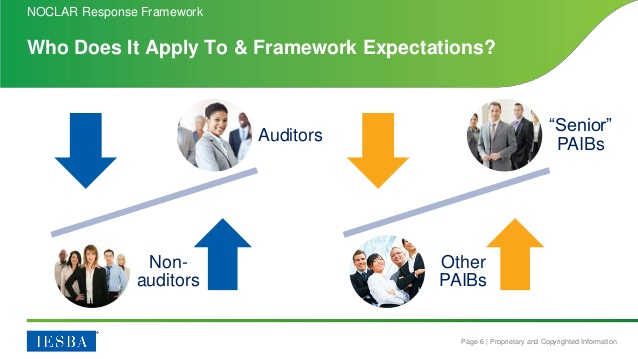 NOCLAR Response Framework
Who Does It Apply To & Framework Expectations?
Auditors
“Senior”
PAIBs
Non-
auditors
Other
PAIBs
IESBA
Page 6 | Proprietary and Copyrighted Information